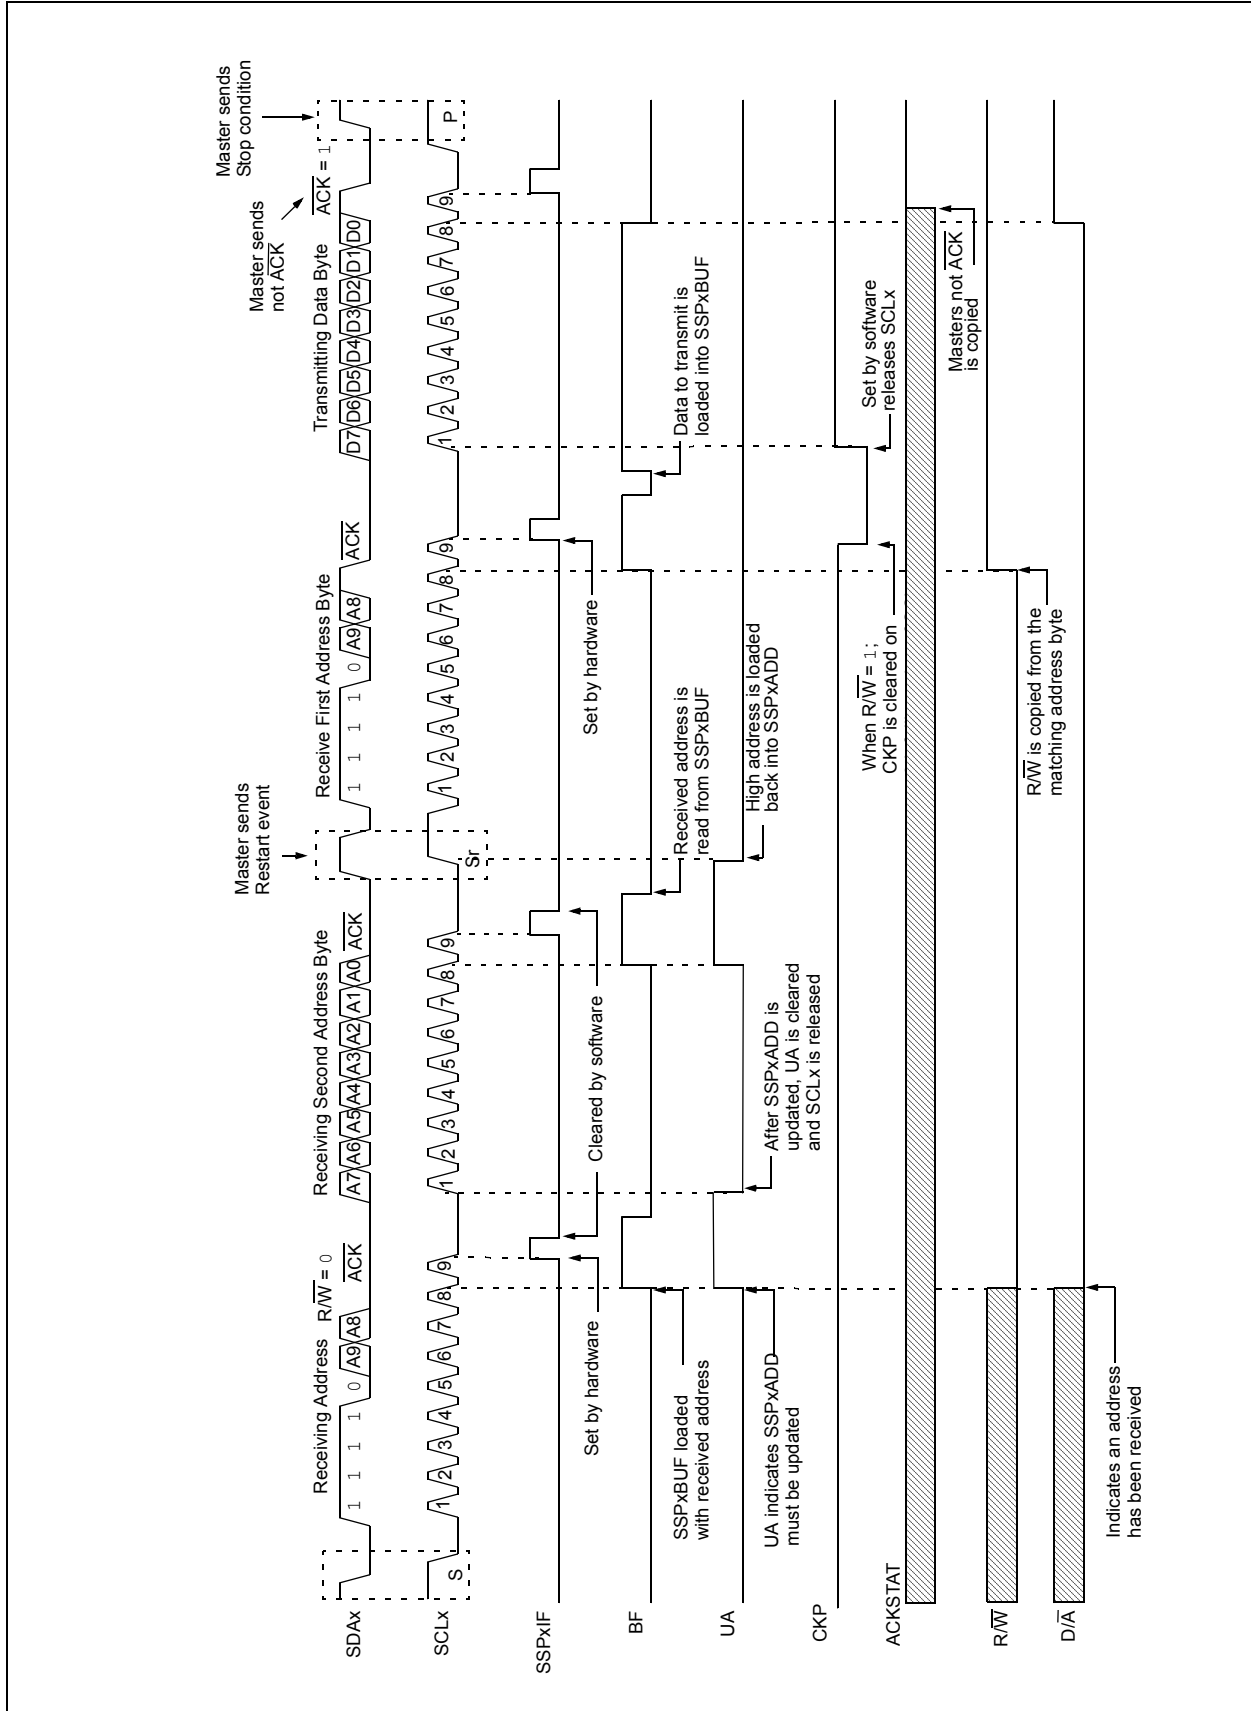 Master sends
Stop condition
Master sends
not ACK
ACK = 1
Transmitting Data Byte
Receive First Address Byte
Master sends
Restart event
Receiving Second Address Byte
Receiving Address
R/W = 0
SDAx
1 1 1 1 0 A9 A8
ACK
A7 A6 A5 A4 A3 A2 A1 A0
ACK
1 1 1 1 0 A9 A8
ACK
D7 D6 D5 D4 D3 D2 D1 D0
SCLx
S
1 2 3 4 5 6 7 8 9
1 2 3 4 5 6 7 8 9
Sr
1 2 3 4 5 6 7 8 9
1 2 3 4 5 6 7 8 9
P
SSPxIF
Set by hardware
Cleared by software
Set by hardware
BF
SSPxBUF loaded
with received address
Received address is
read from SSPxBUF
Data to transmit is
loaded into SSPxBUF
UA
UA indicates SSPxADD
must be updated
After SSPxADD is
updated, UA is cleared
and SCLx is released
High address is loaded
back into SSPxADD
CKP
When R/W = 1;
CKP is cleared on
Set by software
releases SCLx
ACKSTAT
Masters not ACK
is copied
R/W
R/W is copied from the
matching address byte
D/A
Indicates an address
has been received